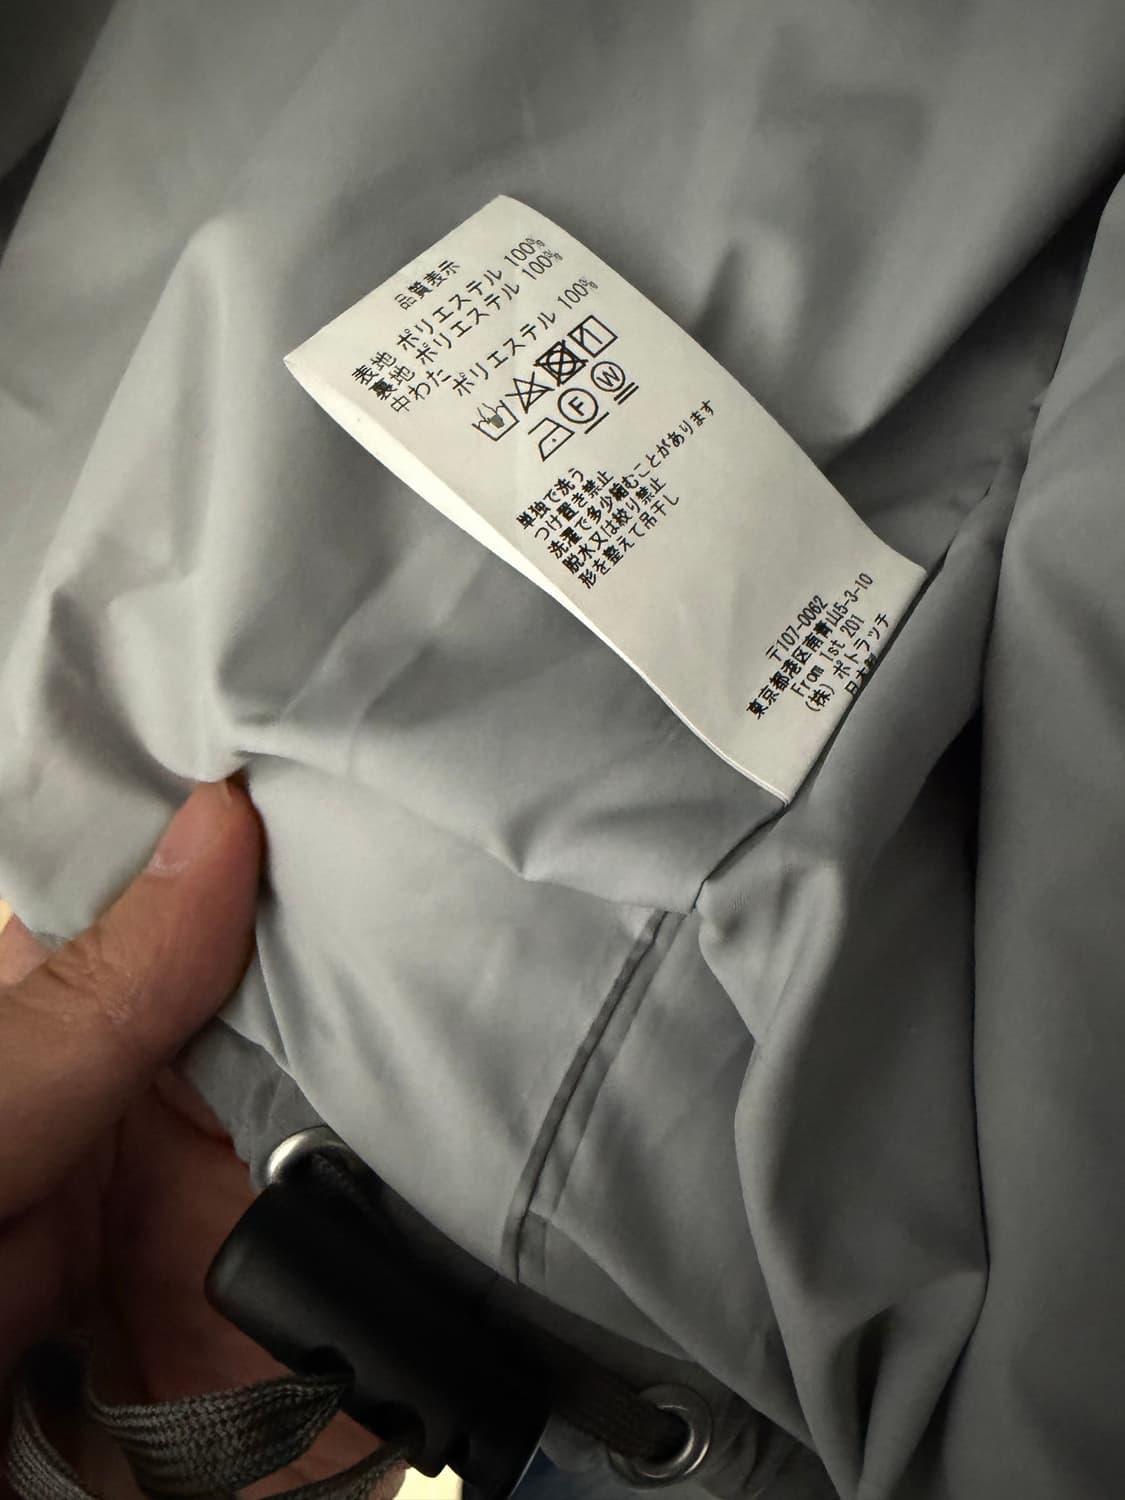 品質表示
表地 ポリエステル 100%
裏地 ポリエステル 100%
中わた ポリエステル 100%
F W
単独で洗う
つけ置き禁止
洗濯で多少縮むことがあります
脱水又は絞り禁止
形を整えて吊干し
〒107-0062
東京都港区南青山5-3-10
From 1st 201
(株) ポトラッチ
日本製